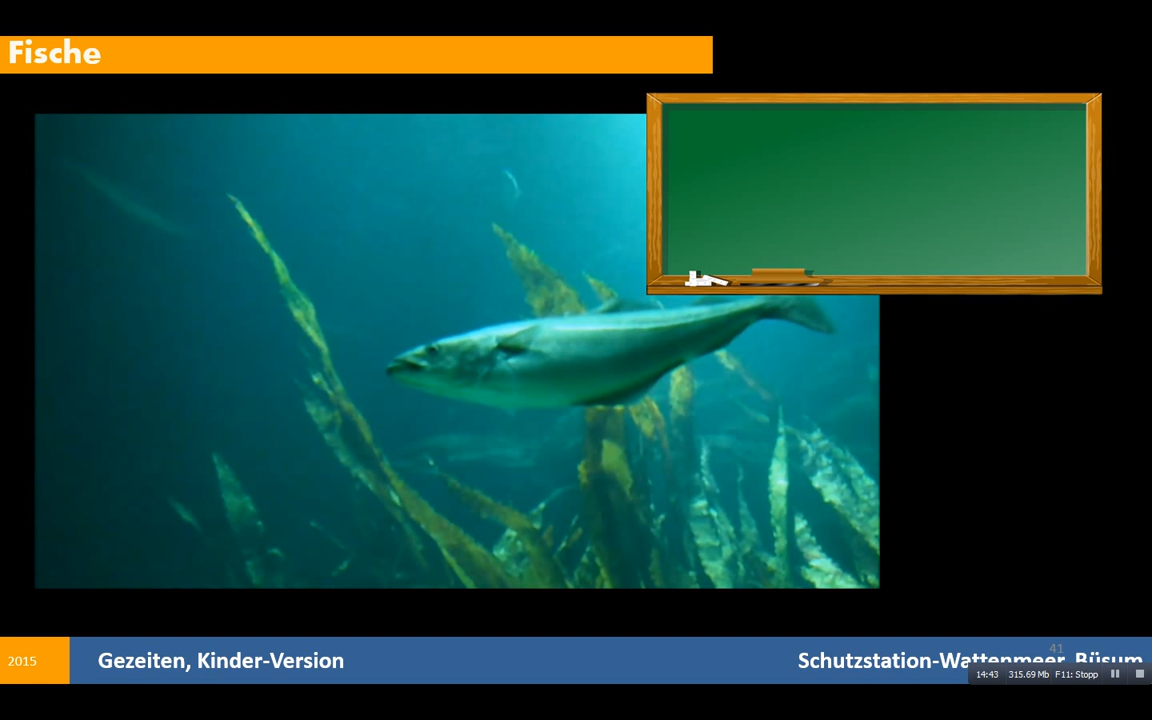 Fische
2015
Gezeiten, Kinder-Version
41
Schutzstation-Wattenmeer, Büsum
14:43 315.69 Mb F11: Stopp